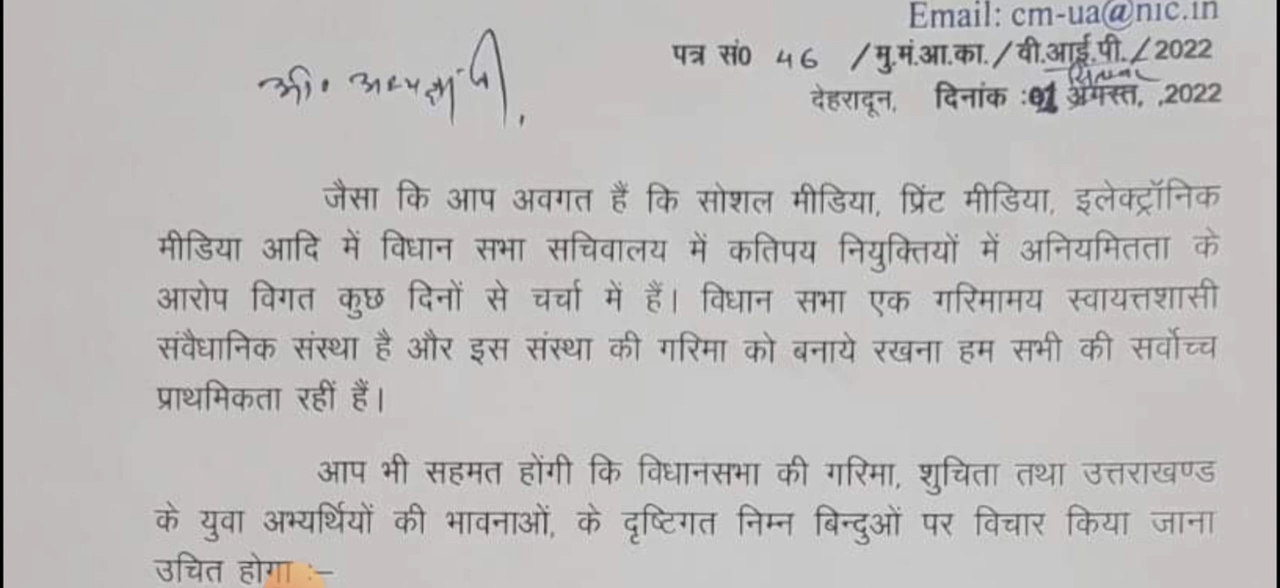 Email: cm-ua@nic.in
पत्र सं0 46 /मु.मं.आ.का./वी.आई.पी./2022
देहरादून, दिनांक :01 अगस्त, ,2022
जैसा कि आप अवगत हैं कि सोशल मीडिया, प्रिंट मीडिया, इलेक्ट्रॉनिक
मीडिया आदि में विधान सभा सचिवालय में कतिपय नियुक्तियों में अनियमितता के
आरोप विगत कुछ दिनों से चर्चा में हैं। विधान सभा एक गरिमामय स्वायत्तशासी
संवैधानिक संस्था है और इस संस्था की गरिमा को बनाये रखना हम सभी की सर्वोच्च
प्राथमिकता रहीं हैं।
आप भी सहमत होंगी कि विधानसभा की गरिमा, शुचिता तथा उत्तराखण्ड
के युवा अभ्यर्थियों की भावनाओं, के दृष्टिगत निम्न बिन्दुओं पर विचार किया जाना
उचित होगा :–